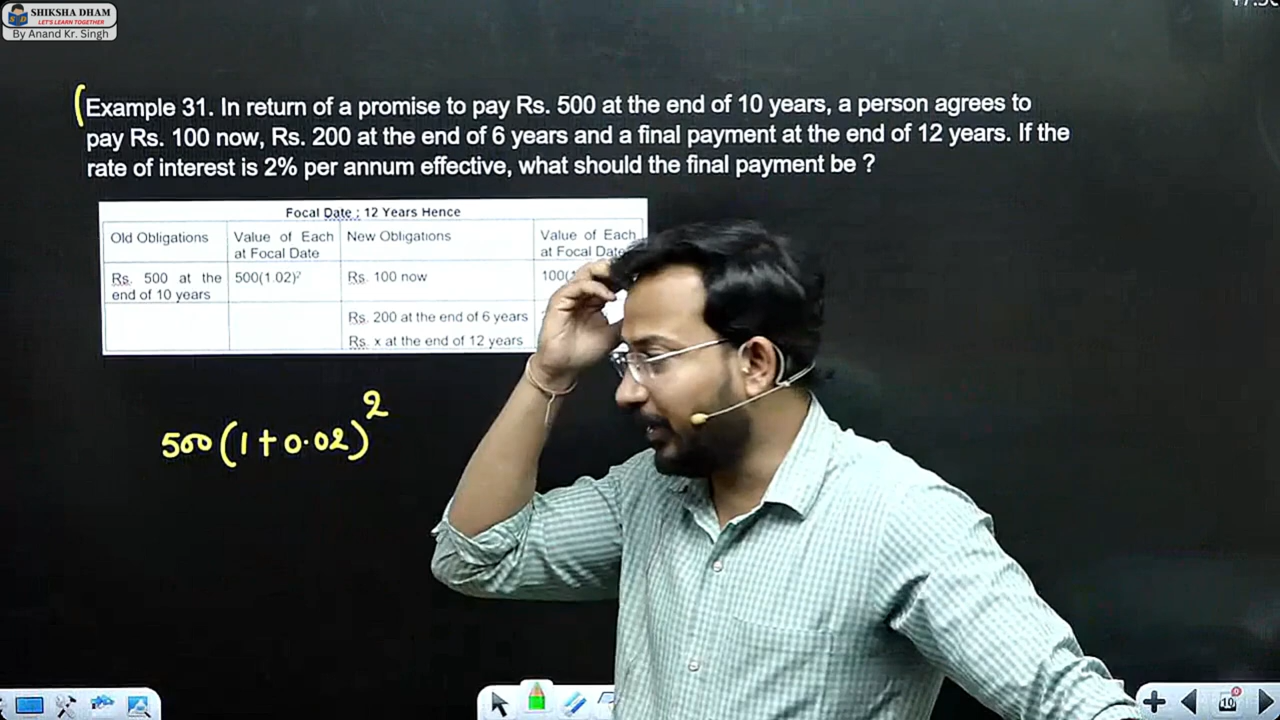 SHIKSHA DHAM
LET'S LEARN TOGETHER
By Anand Kr. Singh
Example 31. In return of a promise to pay Rs. 500 at the end of 10 years, a person agrees to
pay Rs. 100 now, Rs. 200 at the end of 6 years and a final payment at the end of 12 years. If the
rate of interest is 2% per annum effective, what should the final payment be ?
Focal Date : 12 Years Hence
Old Obligations
Value of Each
at Focal Date
New Obligations
Value of Each
at Focal Date
Rs. 500 at the
end of 10 years
500(1.02)²
Rs. 100 now
100(
Rs. 200 at the end of 6 years
Rs. x at the end of 12 years
500(1+0.02)²
10